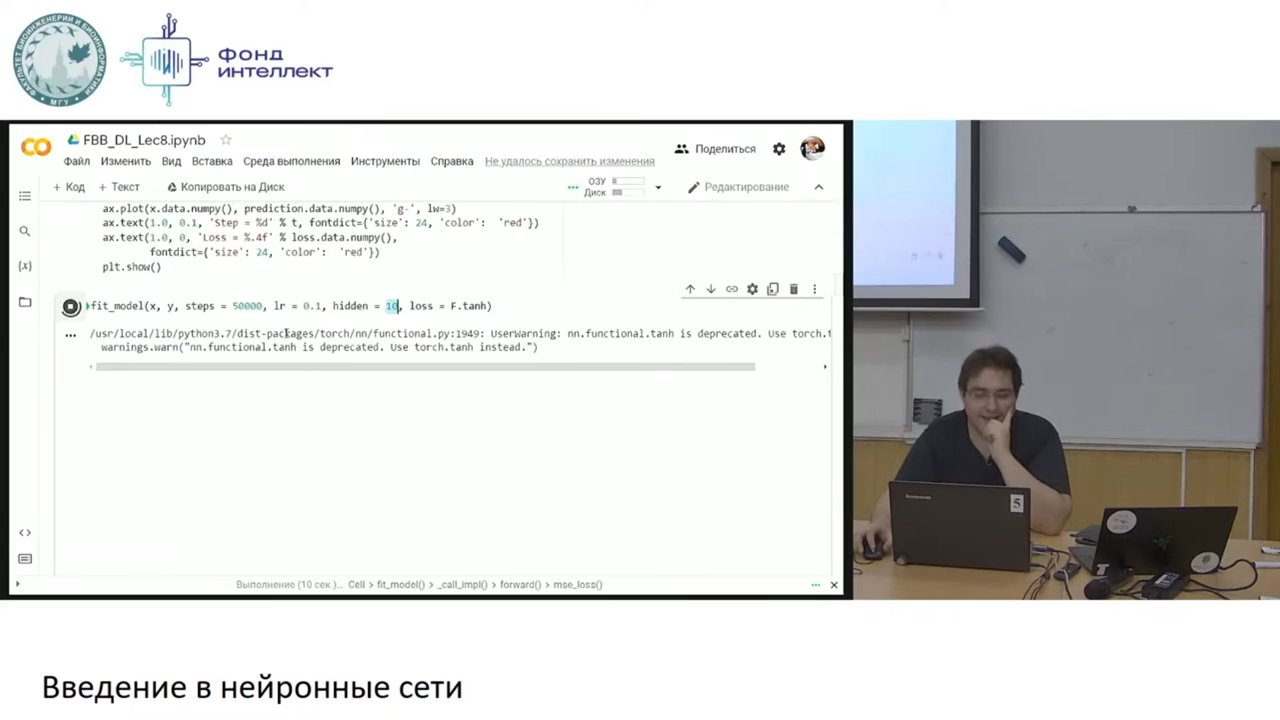 ФАКУЛЬТЕТ БИОИНЖЕНЕРИИ И БИОИНФОРМАТИКИ
МГУ
ФОНД
ИНТЕЛЛЕКТ
FBB_DL_Lec8.ipynb
Поделиться
Файл Изменить Вид Вставка Среда выполнения Инструменты Справка Не удалось сохранить изменения
+ Код + Текст Копировать на Диск
ОЗУ
Диск
Редактирование
ax.plot(x.data.numpy(), prediction.data.numpy(), 'g-', lw=3)
ax.text(1.0, 0.1, 'Step = %d' % t, fontdict={'size': 24, 'color': 'red'})
ax.text(1.0, 0, 'Loss = %.4f' % loss.data.numpy(),
fontdict={'size': 24, 'color': 'red'})
plt.show()
fit_model(x, y, steps = 50000, lr = 0.1, hidden = 10, loss = F.tanh)
/usr/local/lib/python3.7/dist-packages/torch/nn/functional.py:1949: UserWarning: nn.functional.tanh is deprecated. Use torch.t
warnings.warn("nn.functional.tanh is deprecated. Use torch.tanh instead.")
Выполнение (10 сек.)... Cell > fit_model() > _call_impl() > forward() > mse_loss()
5
Введение в нейронные сети